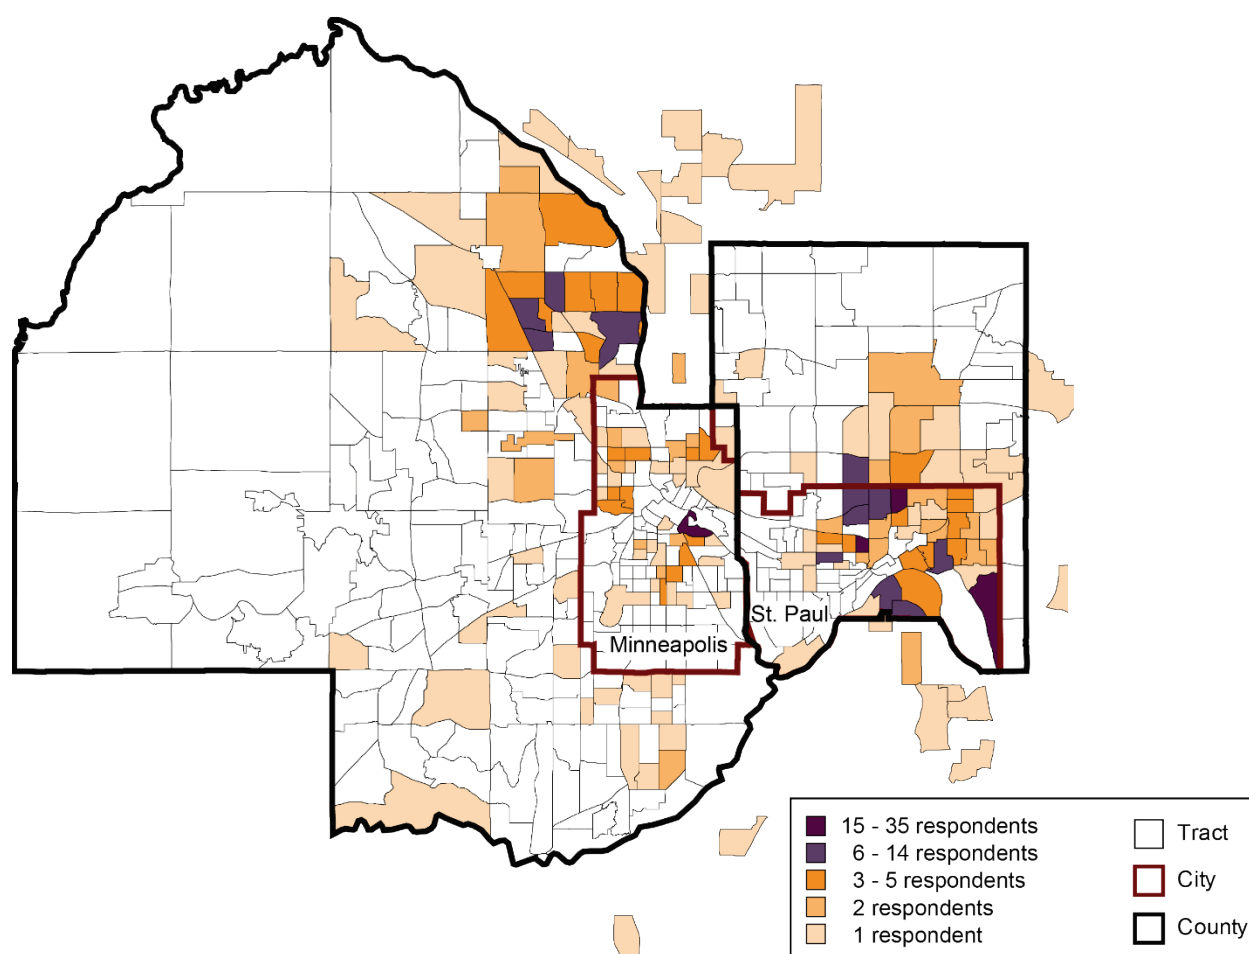 St. Paul
Minneapolis
15 - 35 respondents
6 - 14 respondents
3 - 5 respondents
2 respondents
1 respondent
Tract
City
County